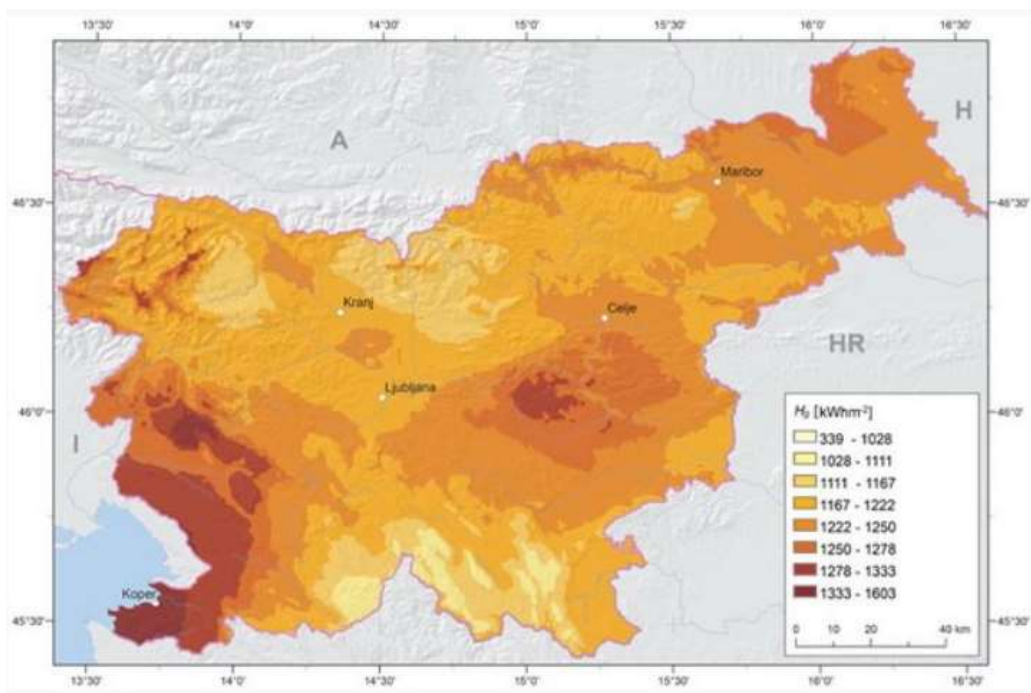 13°30' 14°0' 14°30' 15°0' 15°30' 16°0' 16°30'
A
H
Maribor
46°30' 46°30'
Kranj
Celje
HR
Ljubljana
46°0' 46°0'
I
Koper
45°30' 45°30'
H₀ [kWhm⁻²]
339 - 1028
1028 - 1111
1111 - 1167
1167 - 1222
1222 - 1250
1250 - 1278
1278 - 1333
1333 - 1603
0 10 20 40 km
13°30' 14°0' 14°30' 15°0' 15°30' 16°0' 16°30'